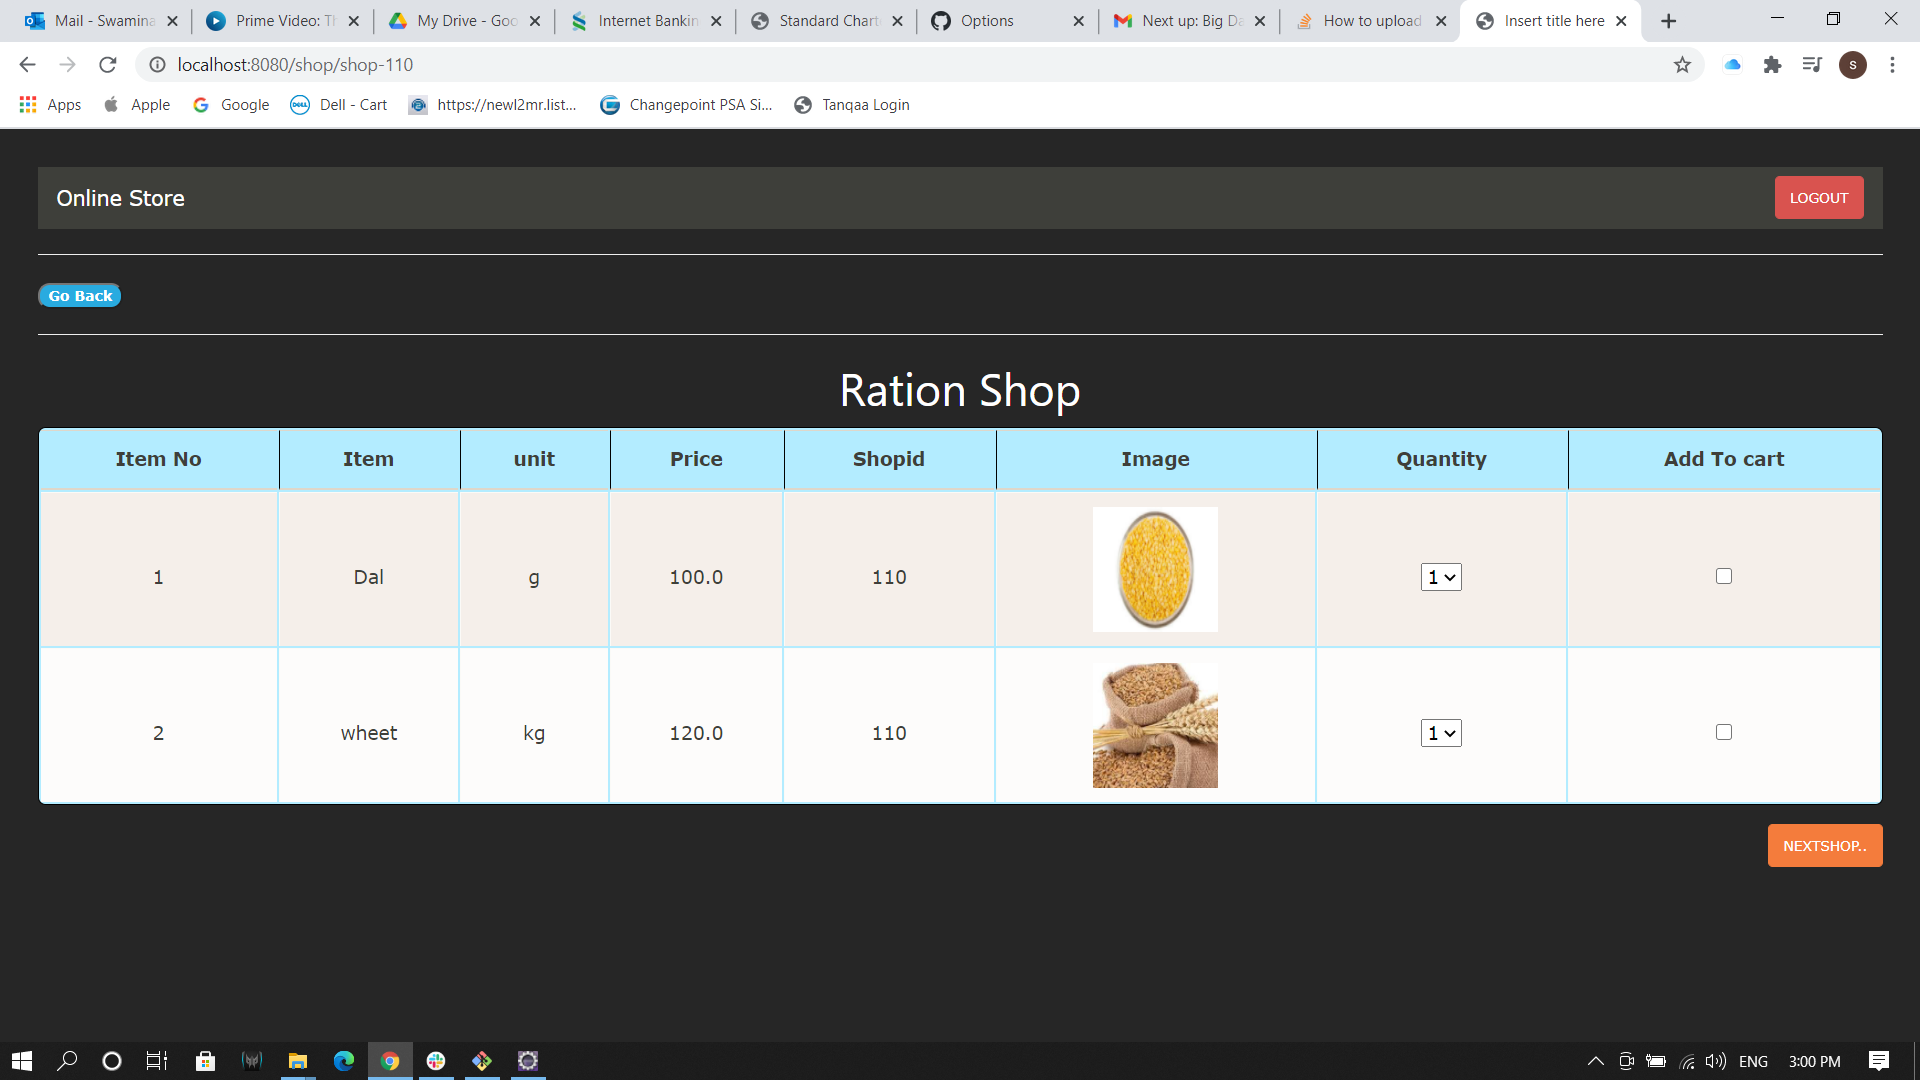 Mail - Swamina
Prime Video: Th
My Drive - Goo
Internet Bankin
Standard Chart
Options
Next up: Big Da
How to upload
Insert title here
localhost:8080/shop/shop-110
S
Apps
Apple
Google
Dell - Cart
https://newl2mr.list...
Changepoint PSA Si...
Tanqaa Login
Online Store
LOGOUT
Go Back
Ration Shop
Item No Item unit Price Shopid Image Quantity Add To cart
1 Dal g 100.0 110 1
2 wheet kg 120.0 110 1
NEXTSHOP..
ENG 3:00 PM